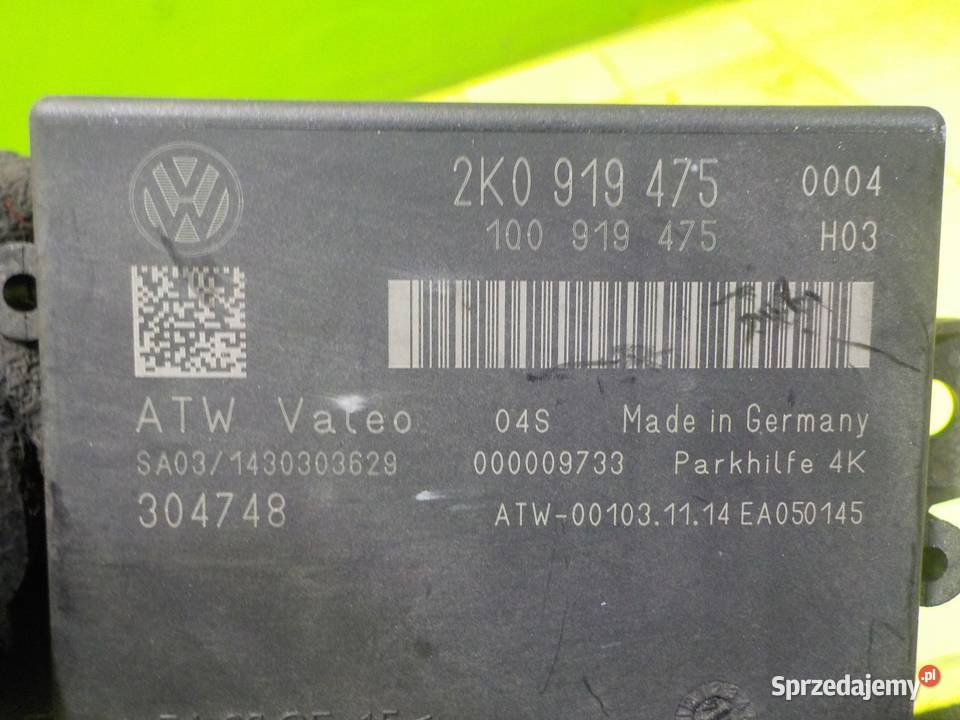 2K0 919 475 0004
1Q0 919 475 H03
ATW Valeo 04S Made in Germany
SA03/1430303629 000009733 Parkhilfe 4K
304748 ATW-00103.11.14 EA050145
Sprzedajemy.pl